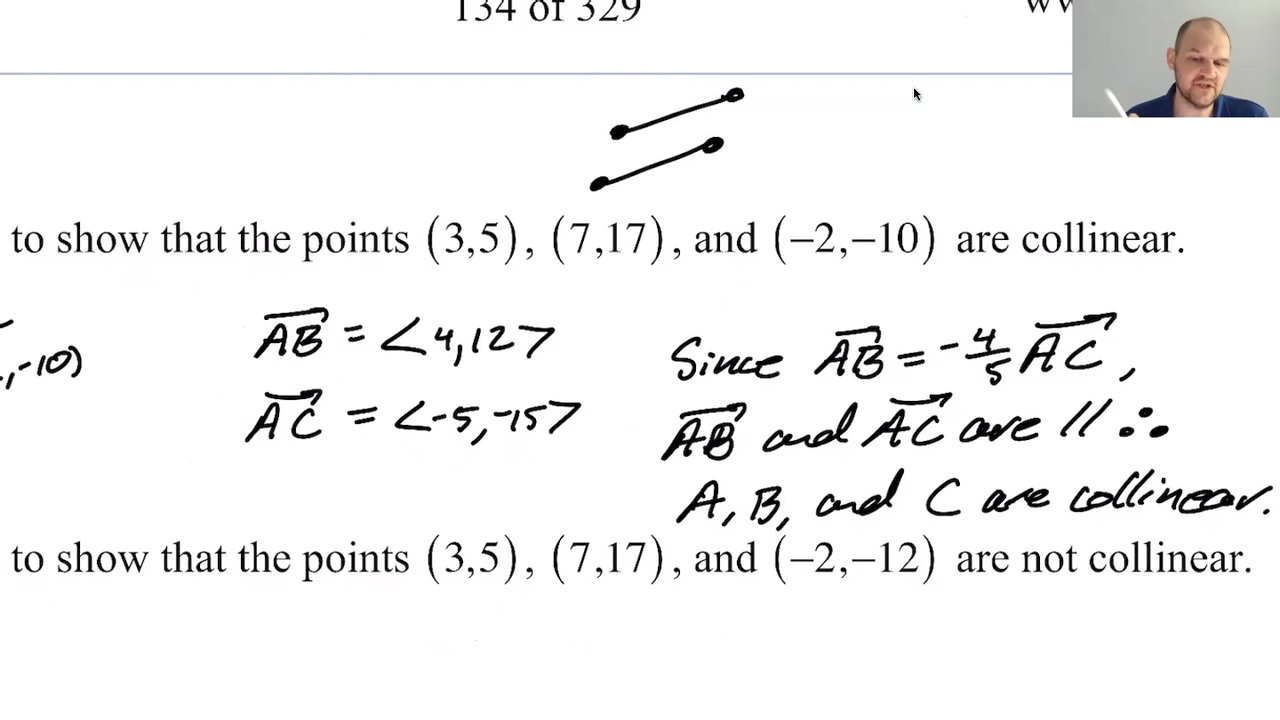 134 of 329
to show that the points (3,5), (7,17), and (−2,−10) are collinear.
,-10)
AB = <4,12>
AC = <-5,-15>
Since AB = -4/5 AC,
AB and AC are // ∴
A, B, and C are collinear.
to show that the points (3,5), (7,17), and (−2,−12) are not collinear.